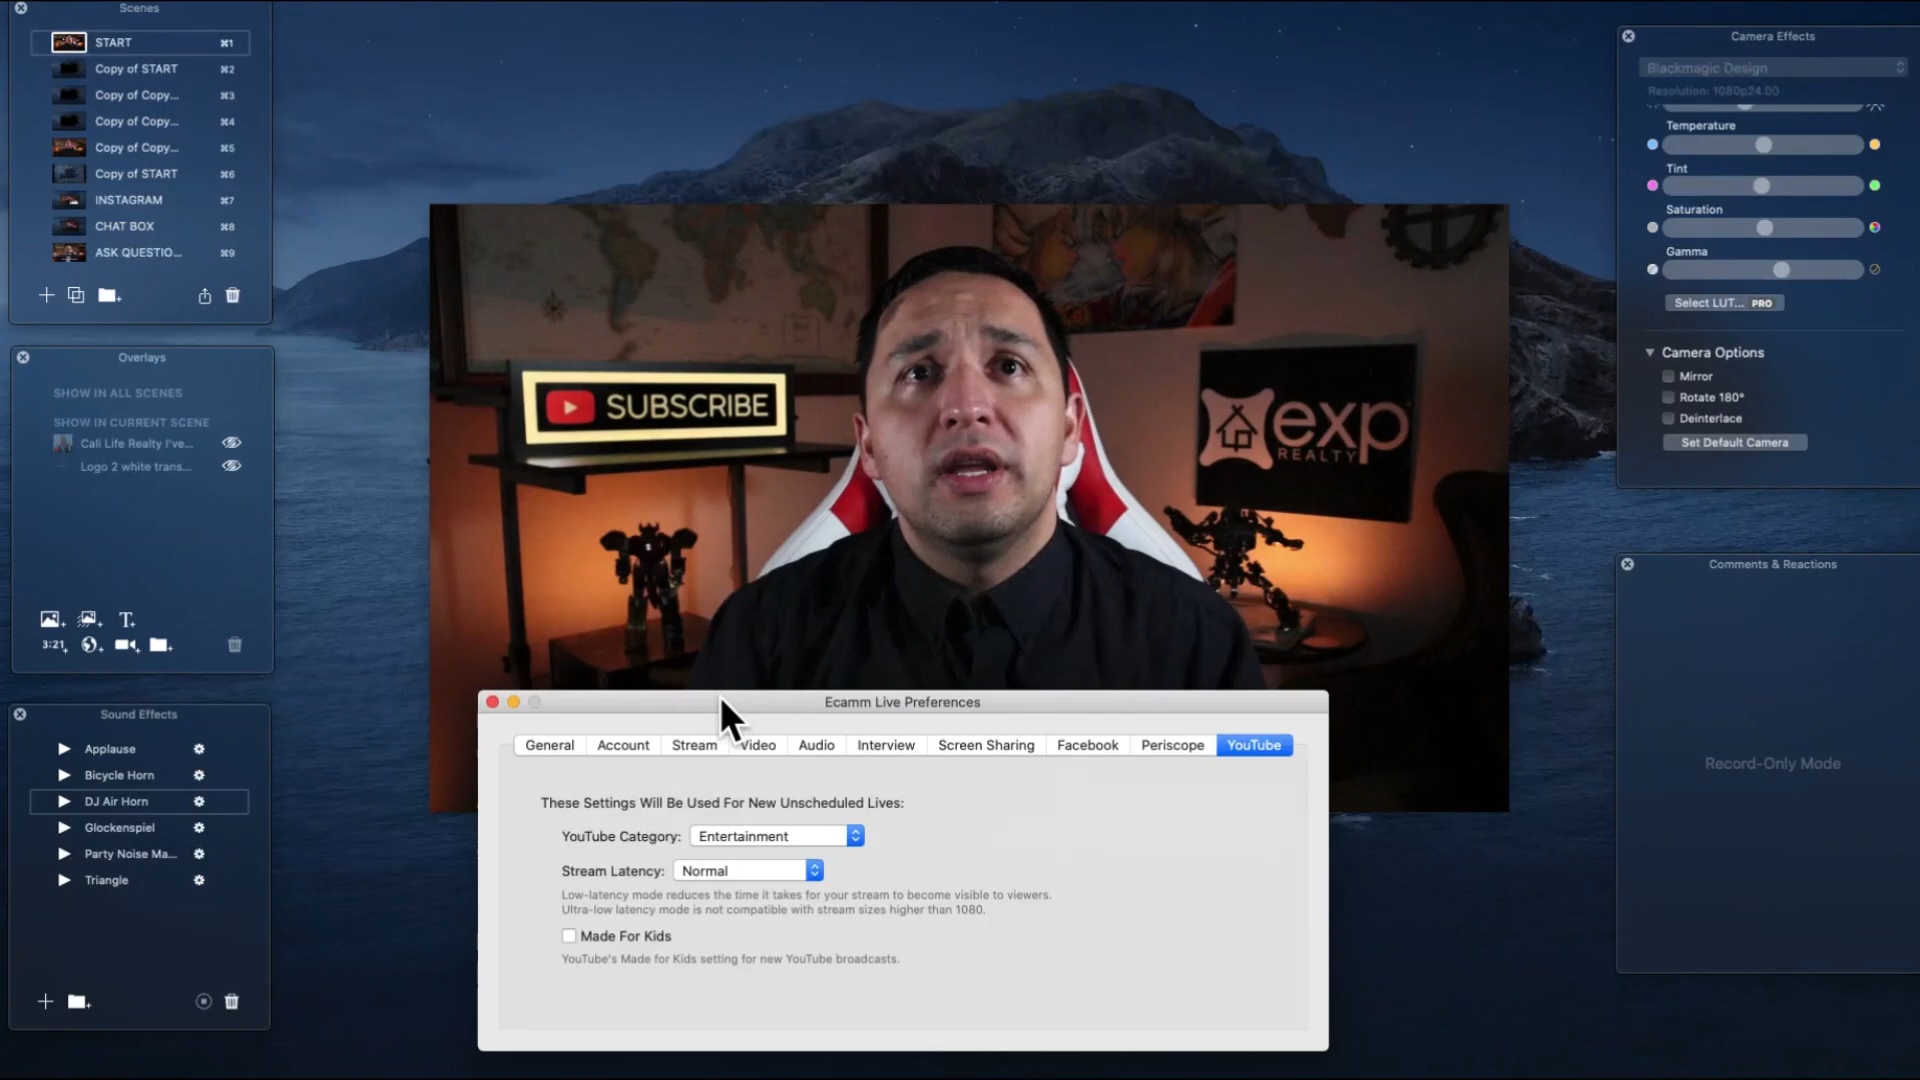 Scenes
START ⌘1
Copy of START ⌘2
Copy of Copy... ⌘3
Copy of Copy... ⌘4
Copy of Copy... ⌘5
Copy of START ⌘6
INSTAGRAM ⌘7
CHAT BOX ⌘8
ASK QUESTIO... ⌘9
Overlays
SHOW IN ALL SCENES
SHOW IN CURRENT SCENE
Cali Life Realty I've...
Logo 2 white trans...
3:21
Sound Effects
Applause
Bicycle Horn
DJ Air Horn
Glockenspiel
Party Noise Ma...
Triangle
SUBSCRIBE
exp
REALTY
Ecamm Live Preferences
General Account Stream Video Audio Interview Screen Sharing Facebook Periscope YouTube
These Settings Will Be Used For New Unscheduled Lives:
YouTube Category: Entertainment
Stream Latency: Normal
Low-latency mode reduces the time it takes for your stream to become visible to viewers.
Ultra-low latency mode is not compatible with stream sizes higher than 1080.
Made For Kids
YouTube's Made for Kids setting for new YouTube broadcasts.
Camera Effects
Blackmagic Design
Resolution: 1080p24.00
Temperature
Tint
Saturation
Gamma
Select LUT... PRO
Camera Options
Mirror
Rotate 180°
Deinterlace
Set Default Camera
Comments & Reactions
Record-Only Mode